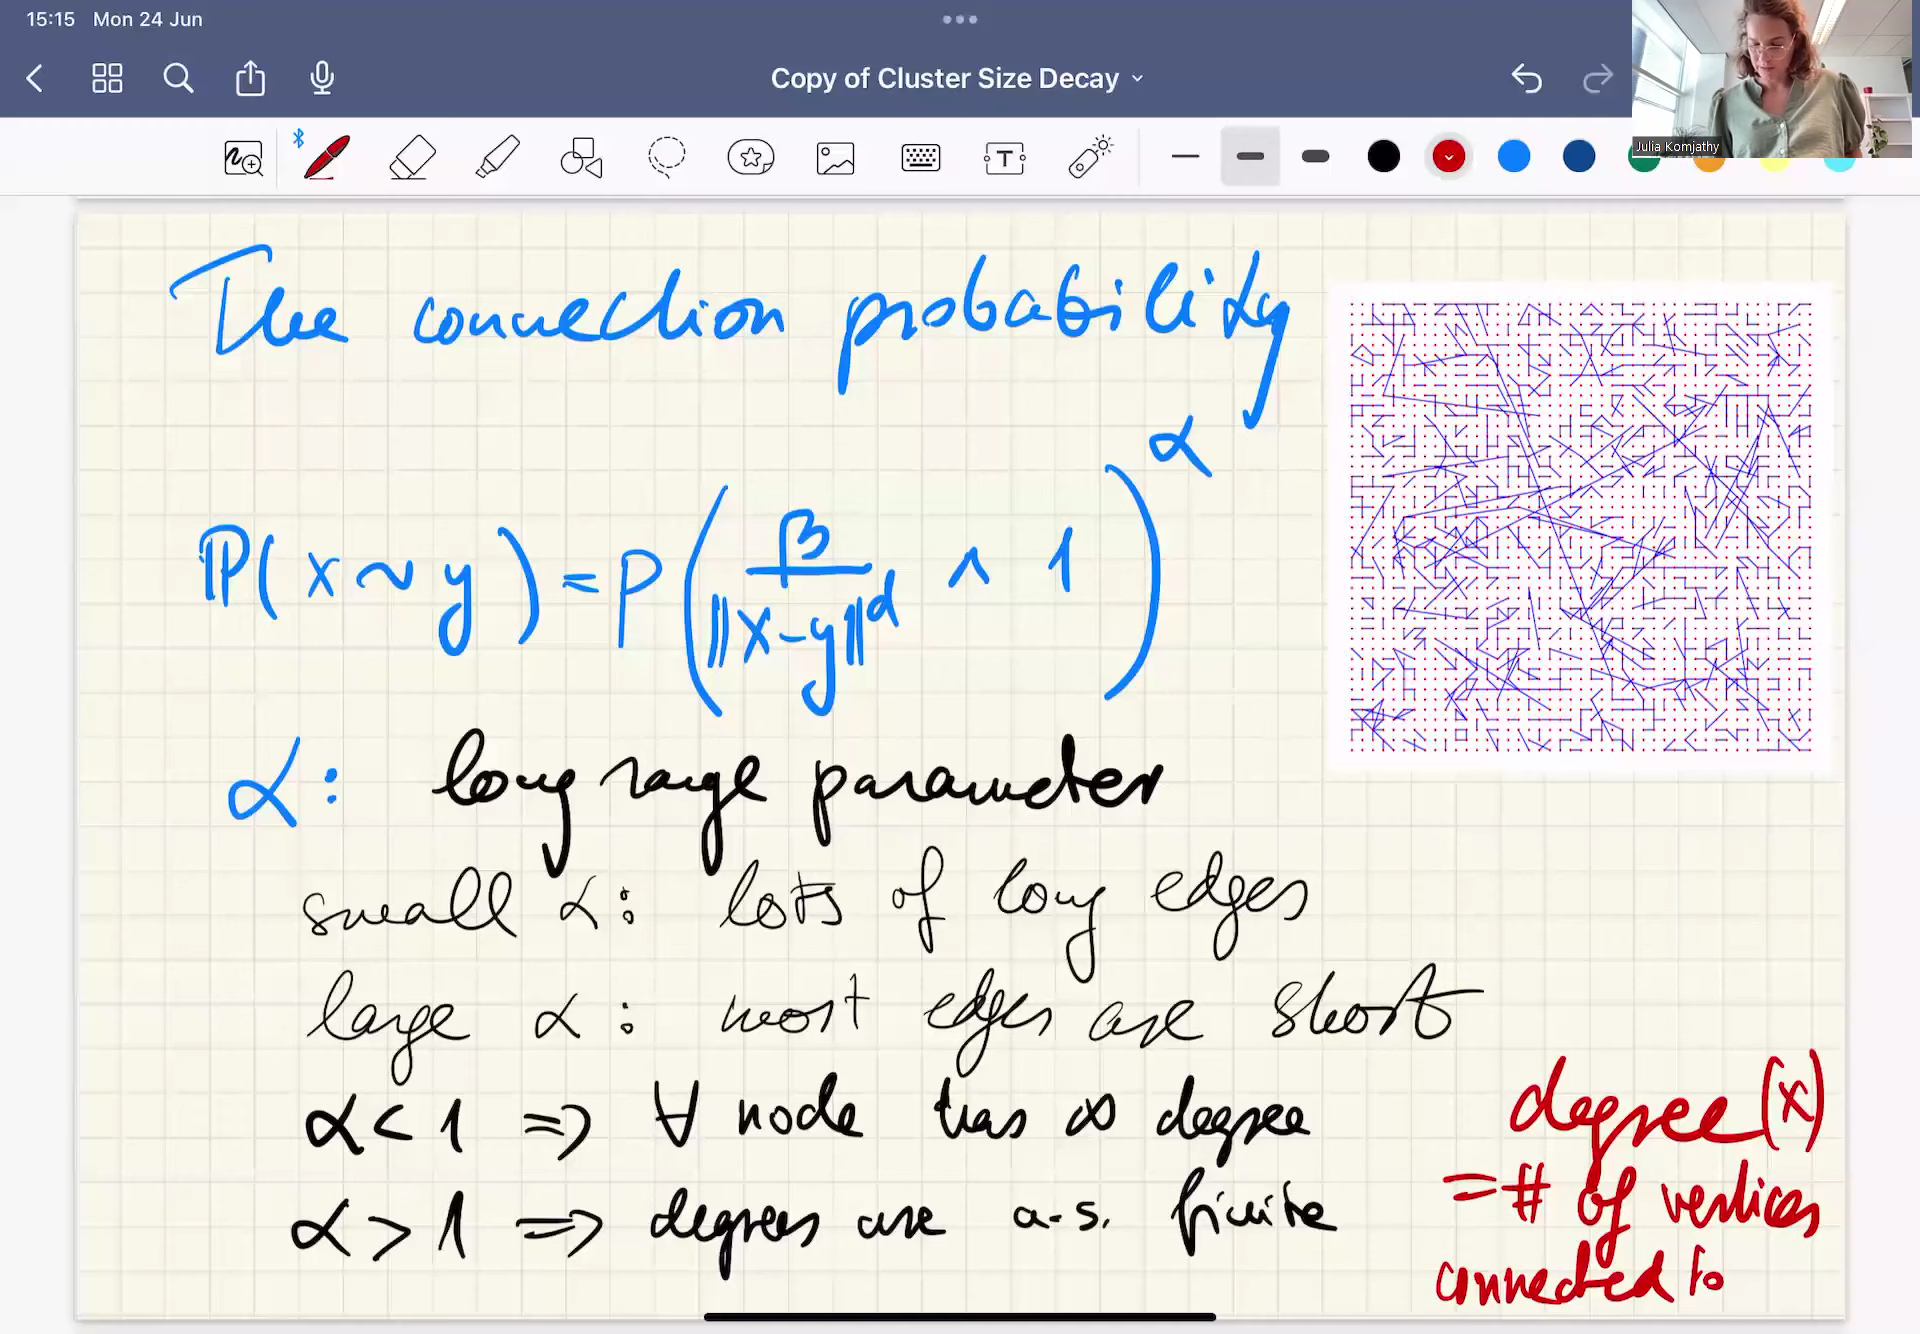 15:15 Mon 24 Jun
Copy of Cluster Size Decay
Julia Komjathy
The connection probability
ℙ(x ~ y) = p(β/‖x-y‖^d ∧ 1)^α
α: long range parameter
small α: lots of long edges
large α: most edges are short
α < 1 ⇒ ∀ node has ∞ degree
α > 1 ⇒ degrees are a.s. finite
degree(x)
= # of vertices
connected to